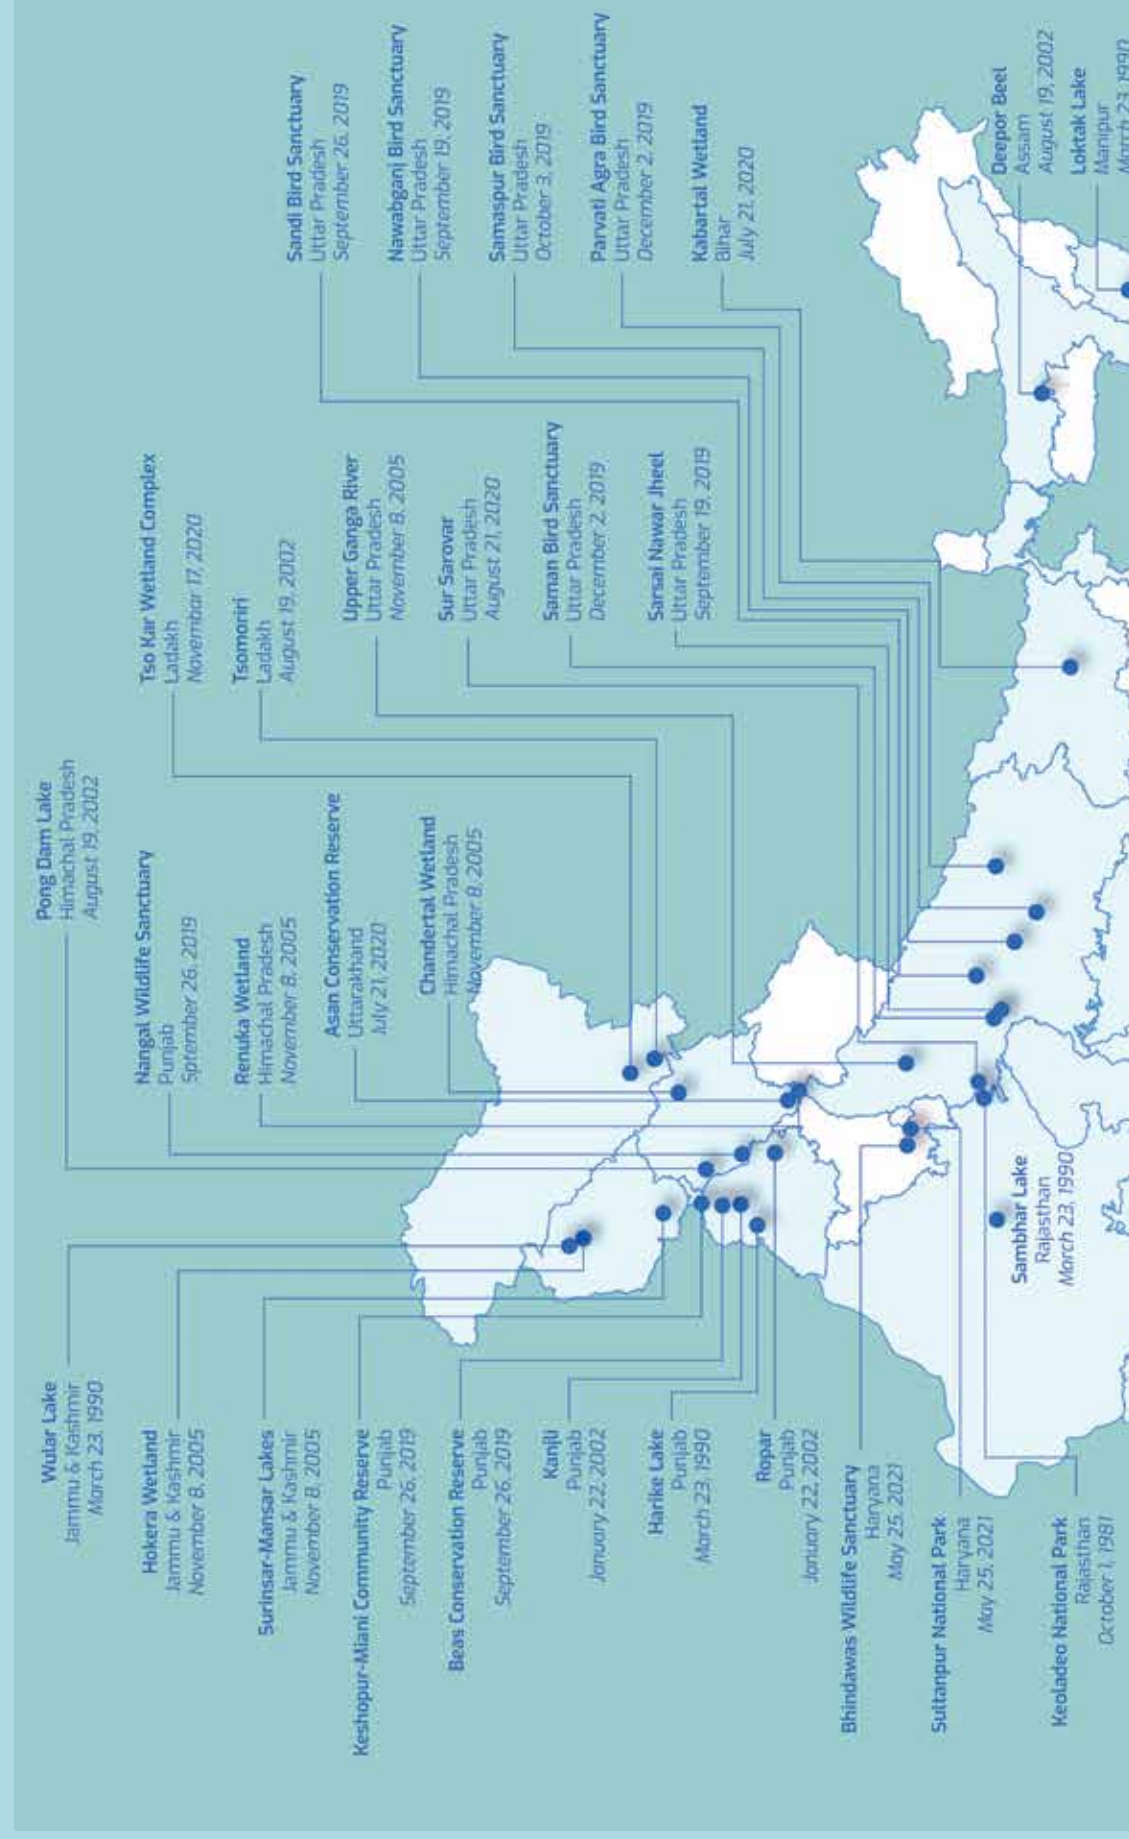 Pong Dam Lake
Himachal Pradesh
August 19, 2002
Wular Lake
Jammu & Kashmir
March 23, 1990
Hokera Wetland
Jammu & Kashmir
November 8, 2005
Surinsar-Mansar Lakes
Jammu & Kashmir
November 8, 2005
Keshopur-Miani Community Reserve
Punjab
September 26, 2019
Beas Conservation Reserve
Punjab
September 26, 2019
Kanjli
Punjab
January 22, 2002
Harike Lake
Punjab
March 23, 1990
Ropar
Punjab
January 22, 2002
Bhindawas Wildlife Sanctuary
Haryana
May 25, 2021
Sultanpur National Park
Haryana
May 25, 2021
Keoladeo National Park
Rajasthan
October 1, 1981
Sambhar Lake
Rajasthan
March 23, 1990
Nangal Wildlife Sanctuary
Punjab
Sptember 26, 2019
Renuka Wetland
Himachal Pradesh
November 8, 2005
Asan Conservation Reserve
Uttarakhand
July 21, 2020
Chandertal Wetland
Himachal Pradesh
November 8, 2005
Tso Kar Wetland Complex
Ladakh
Novembar 17, 2020
Tsomoriri
Ladakh
August 19, 2002
Upper Ganga River
Uttar Pradesh
November 8, 2005
Sur Sarovar
Uttar Pradesh
August 21, 2020
Saman Bird Sanctuary
Uttar Pradesh
December 2, 2019
Sarsai Nawar Jheel
Uttar Pradesh
September 19, 2019
Sandi Bird Sanctuary
Uttar Pradesh
September 26, 2019
Nawabganj Bird Sanctuary
Uttar Pradesh
September 19, 2019
Samaspur Bird Sanctuary
Uttar Pradesh
October 3, 2019
Parvati Agra Bird Sanctuary
Uttar Pradesh
December 2, 2019
Kabartal Wetland
Bihar
July 21, 2020
Deepor Beel
Assam
August 19, 2002
Loktak Lake
Manipur
March 23, 1990